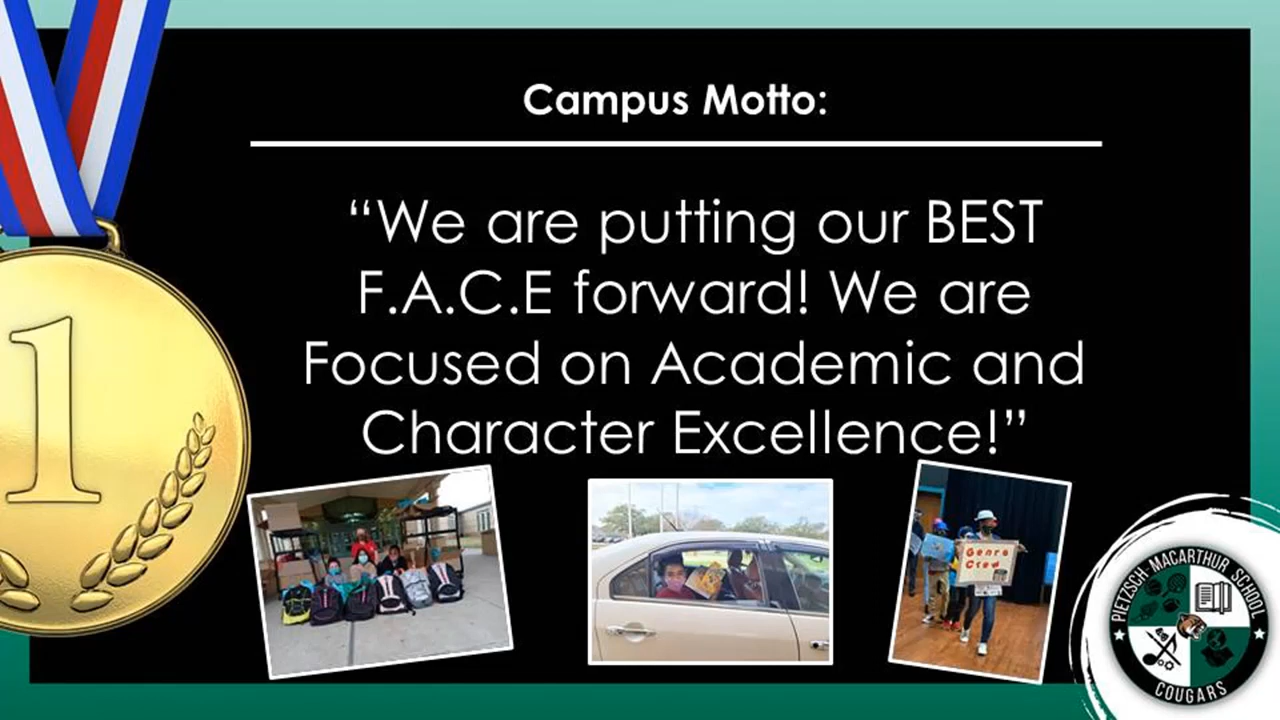 Campus Motto:
“We are putting our BEST
F.A.C.E forward! We are
Focused on Academic and
Character Excellence!”
1
Genre
Crew
PIETZSCH-MACARTHUR SCHOOL
COUGARS